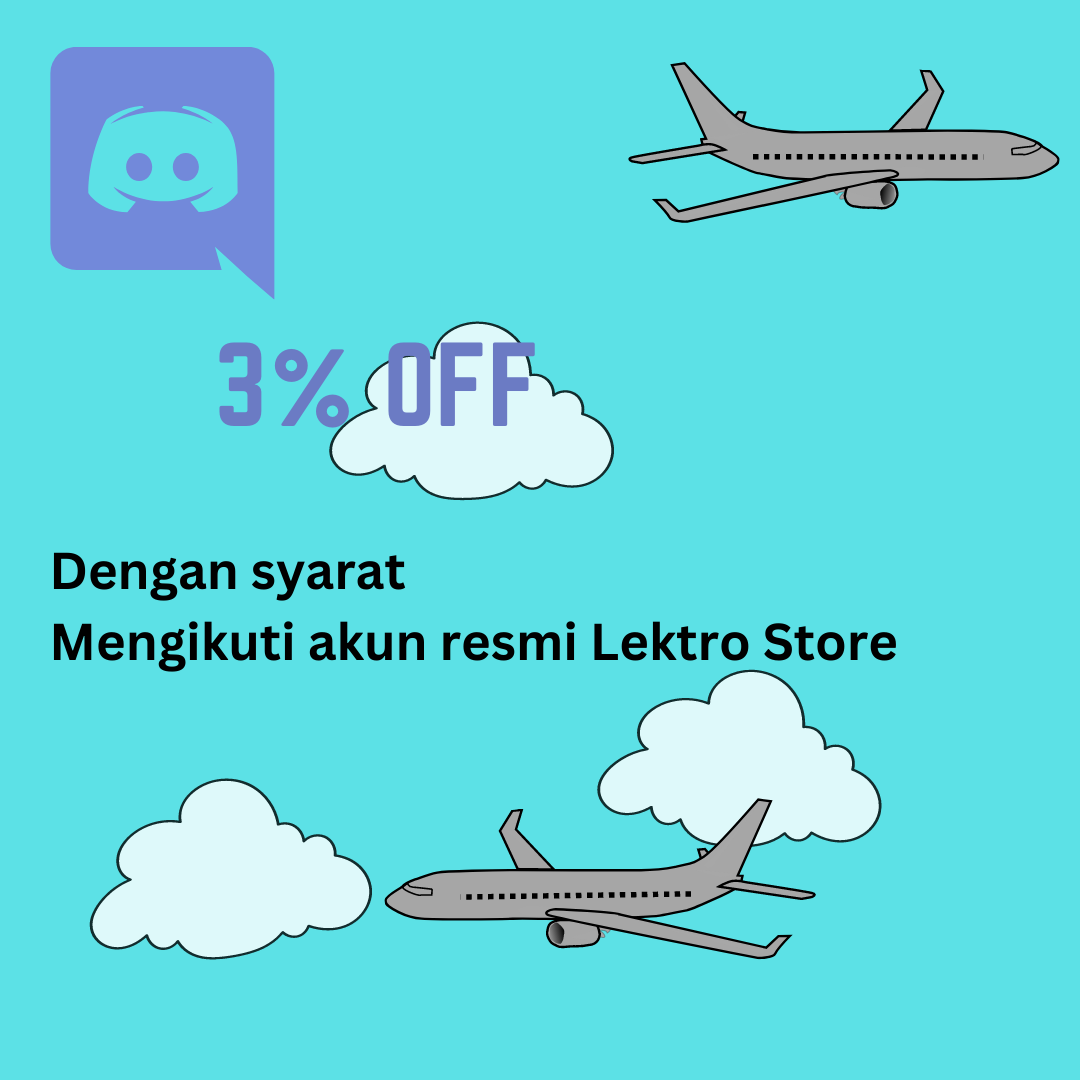 3% OFF
Dengan syarat
Mengikuti akun resmi Lektro Store